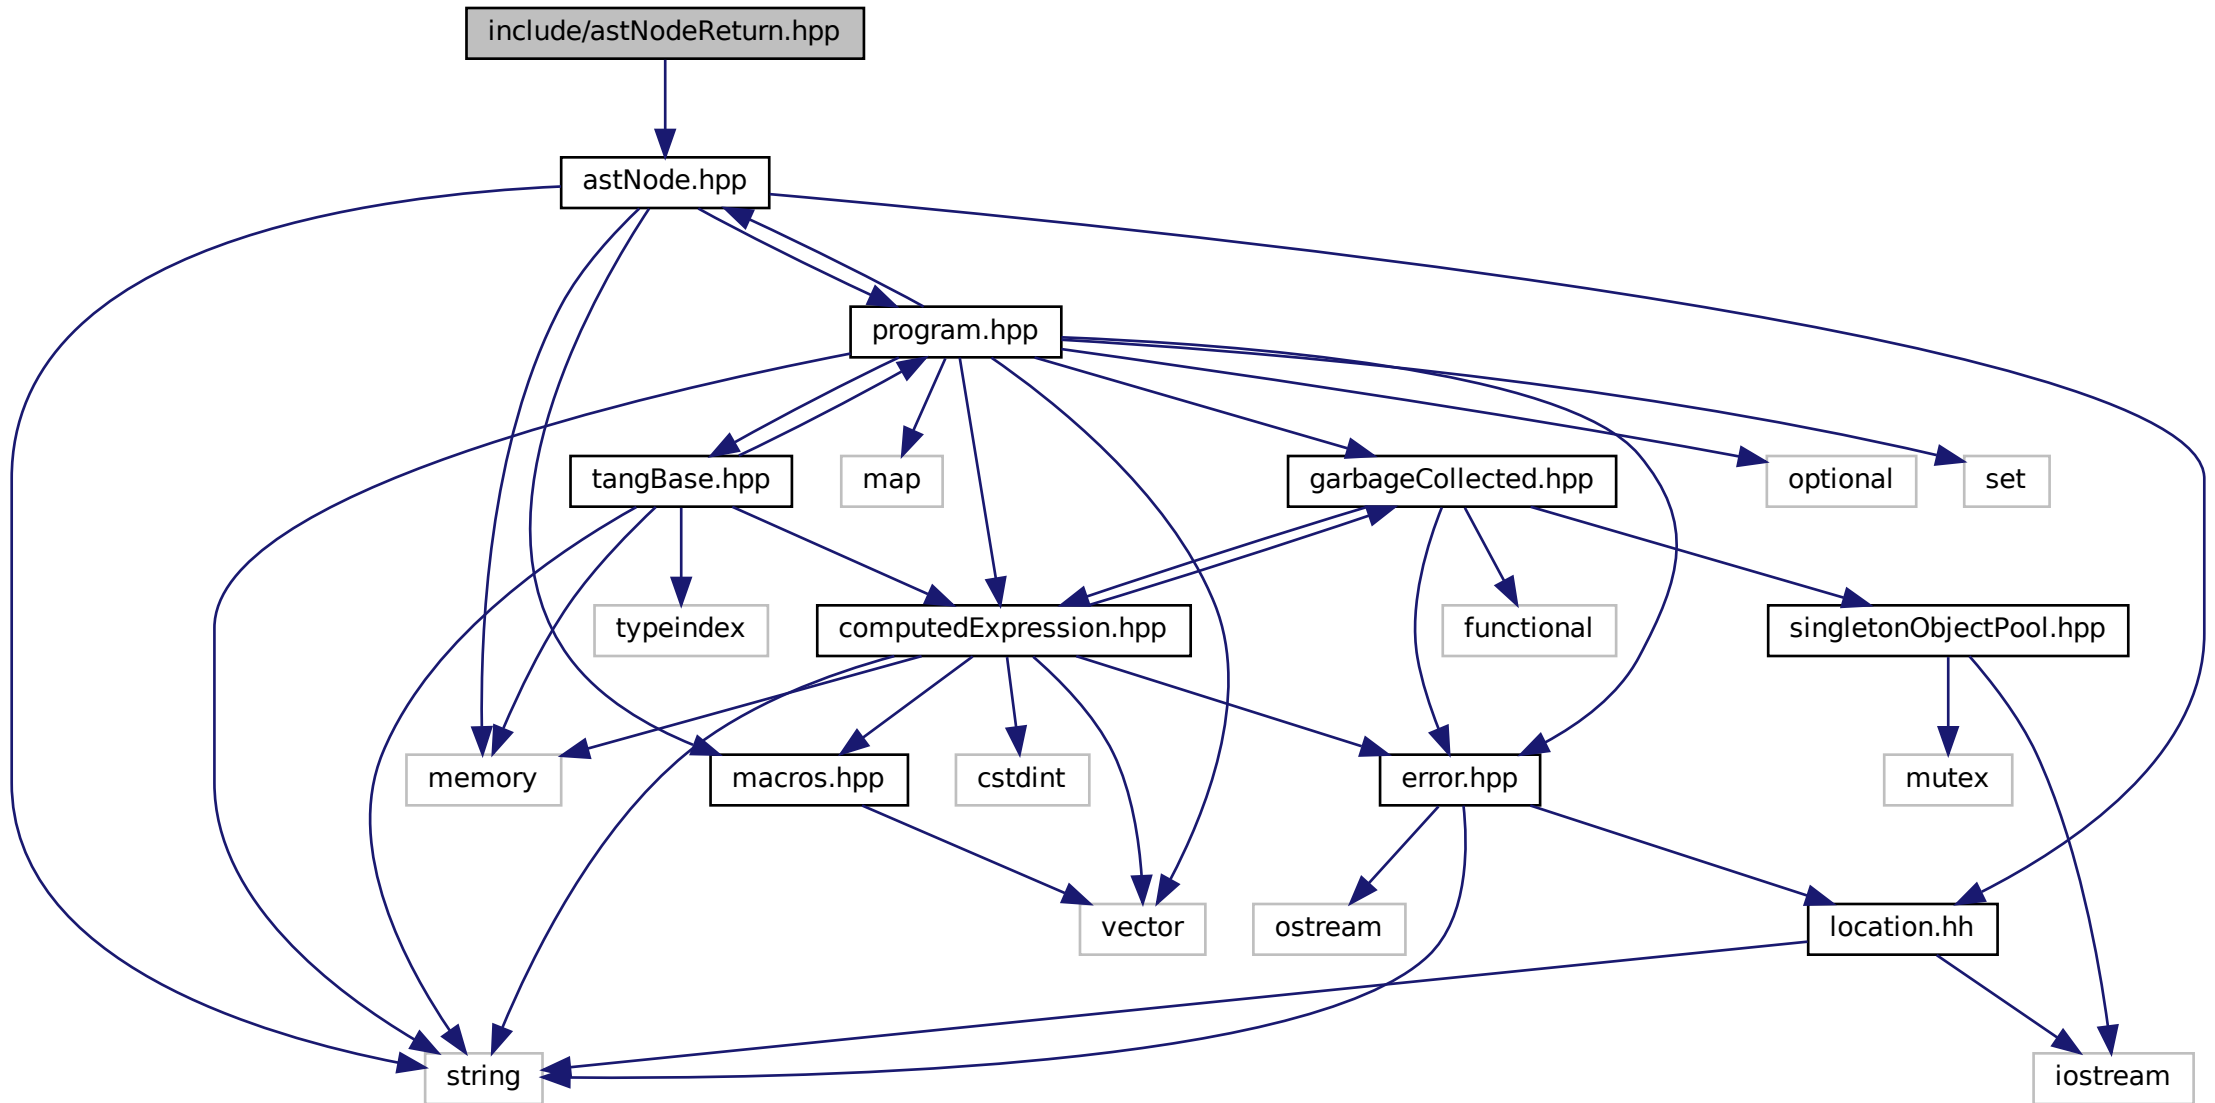 include/astNodeReturn.hpp
astNode.hpp
program.hpp
tangBase.hpp
map
garbageCollected.hpp
optional
set
typeindex
computedExpression.hpp
functional
singletonObjectPool.hpp
memory
macros.hpp
cstdint
error.hpp
mutex
vector
ostream
location.hh
string
iostream